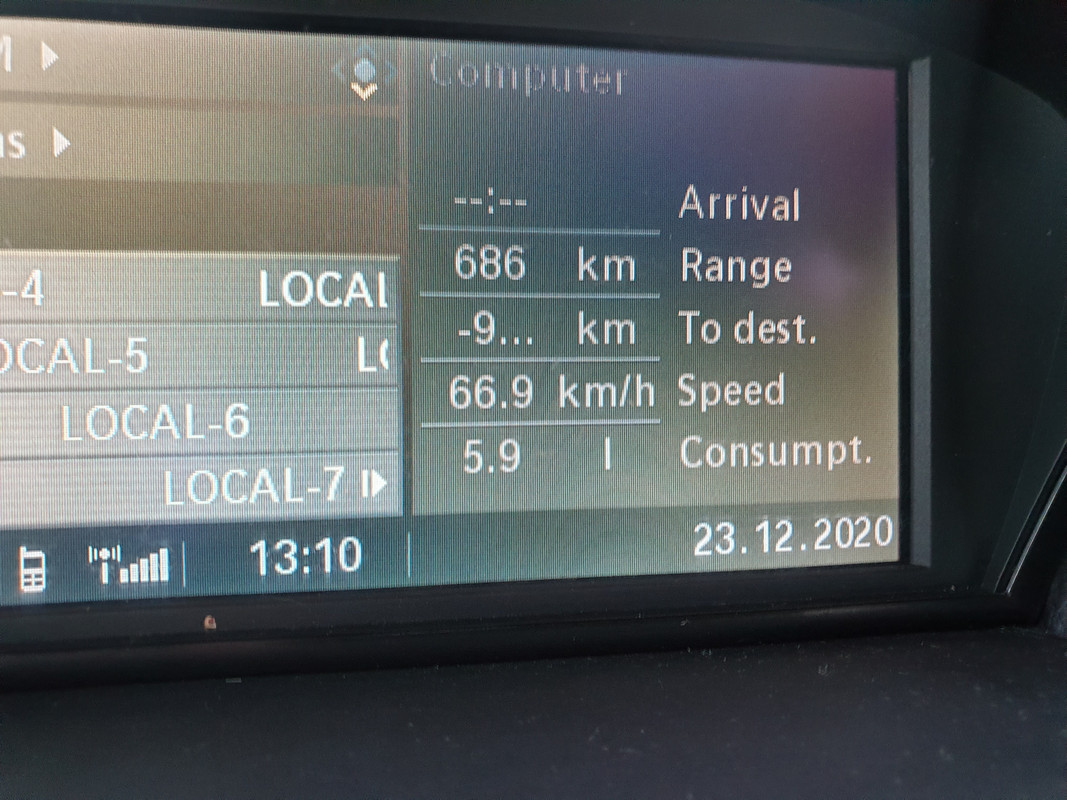 Computer
--:-- Arrival
686 km Range
-9... km To dest.
66.9 km/h Speed
5.9 l Consumpt.
-4 LOCAL
OCAL-5 LO
LOCAL-6
LOCAL-7
13:10 23.12.2020